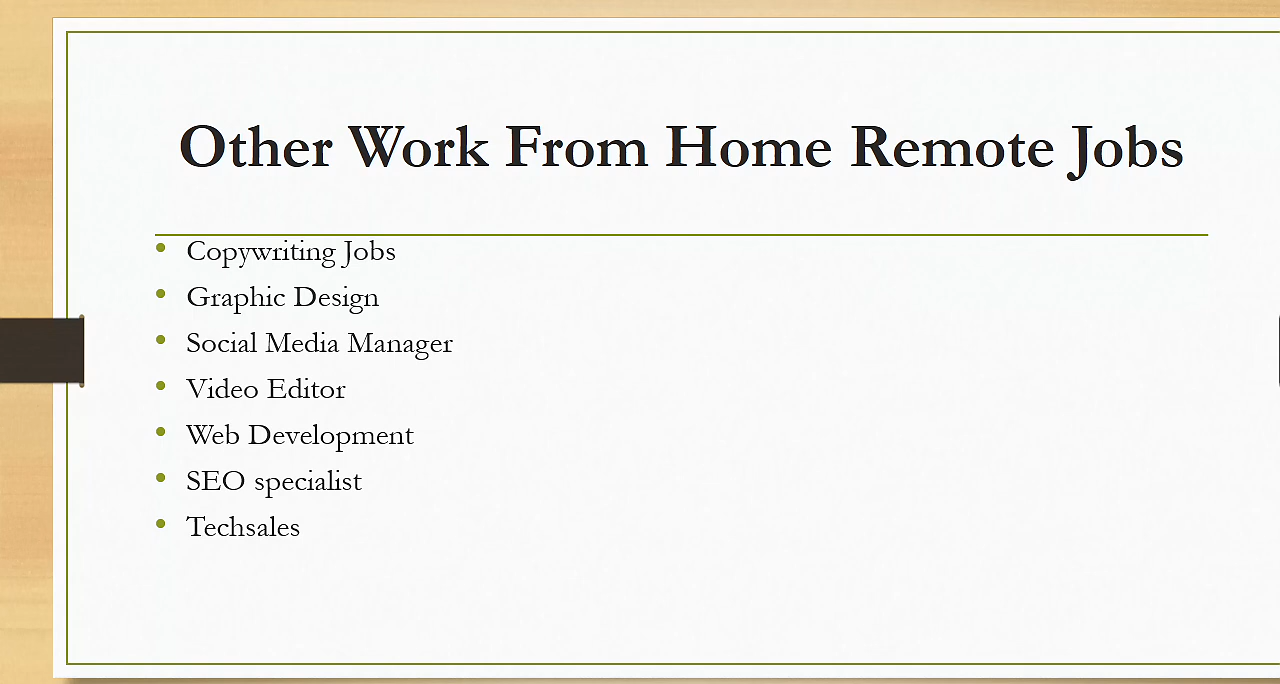 Other Work From Home Remote Jobs
Copywriting Jobs
Graphic Design
Social Media Manager
Video Editor
Web Development
SEO specialist
Techsales